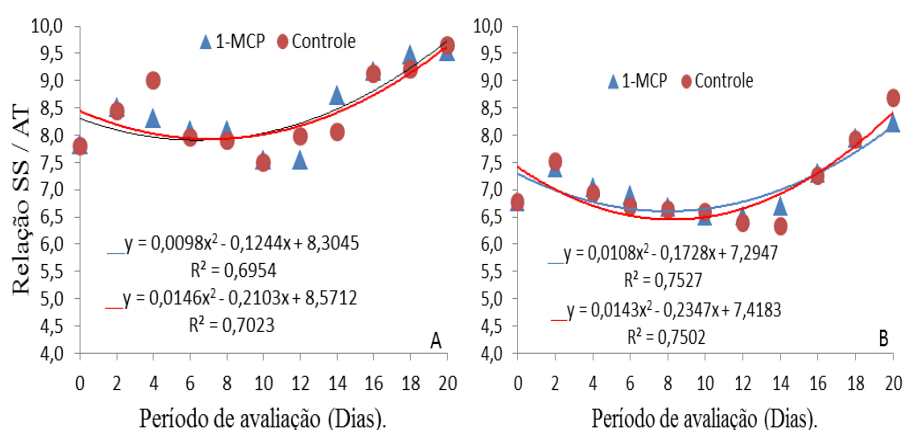 Relação SS / AT
10,0
9,5
9,0
8,5
8,0
7,5
7,0
6,5
6,0
5,5
5,0
4,5
4,0
1-MCP Controle
y = 0,0098x² - 0,1244x + 8,3045
R² = 0,6954
y = 0,0146x² - 0,2103x + 8,5712
R² = 0,7023
A
0 2 4 6 8 10 12 14 16 18 20
Período de avaliação (Dias).
10,0
9,5
9,0
8,5
8,0
7,5
7,0
6,5
6,0
5,5
5,0
4,5
4,0
1-MCP Controle
y = 0,0108x² - 0,1728x + 7,2947
R² = 0,7527
y = 0,0143x² - 0,2347x + 7,4183
R² = 0,7502
B
0 2 4 6 8 10 12 14 16 18 20
Período de avaliação (Dias).